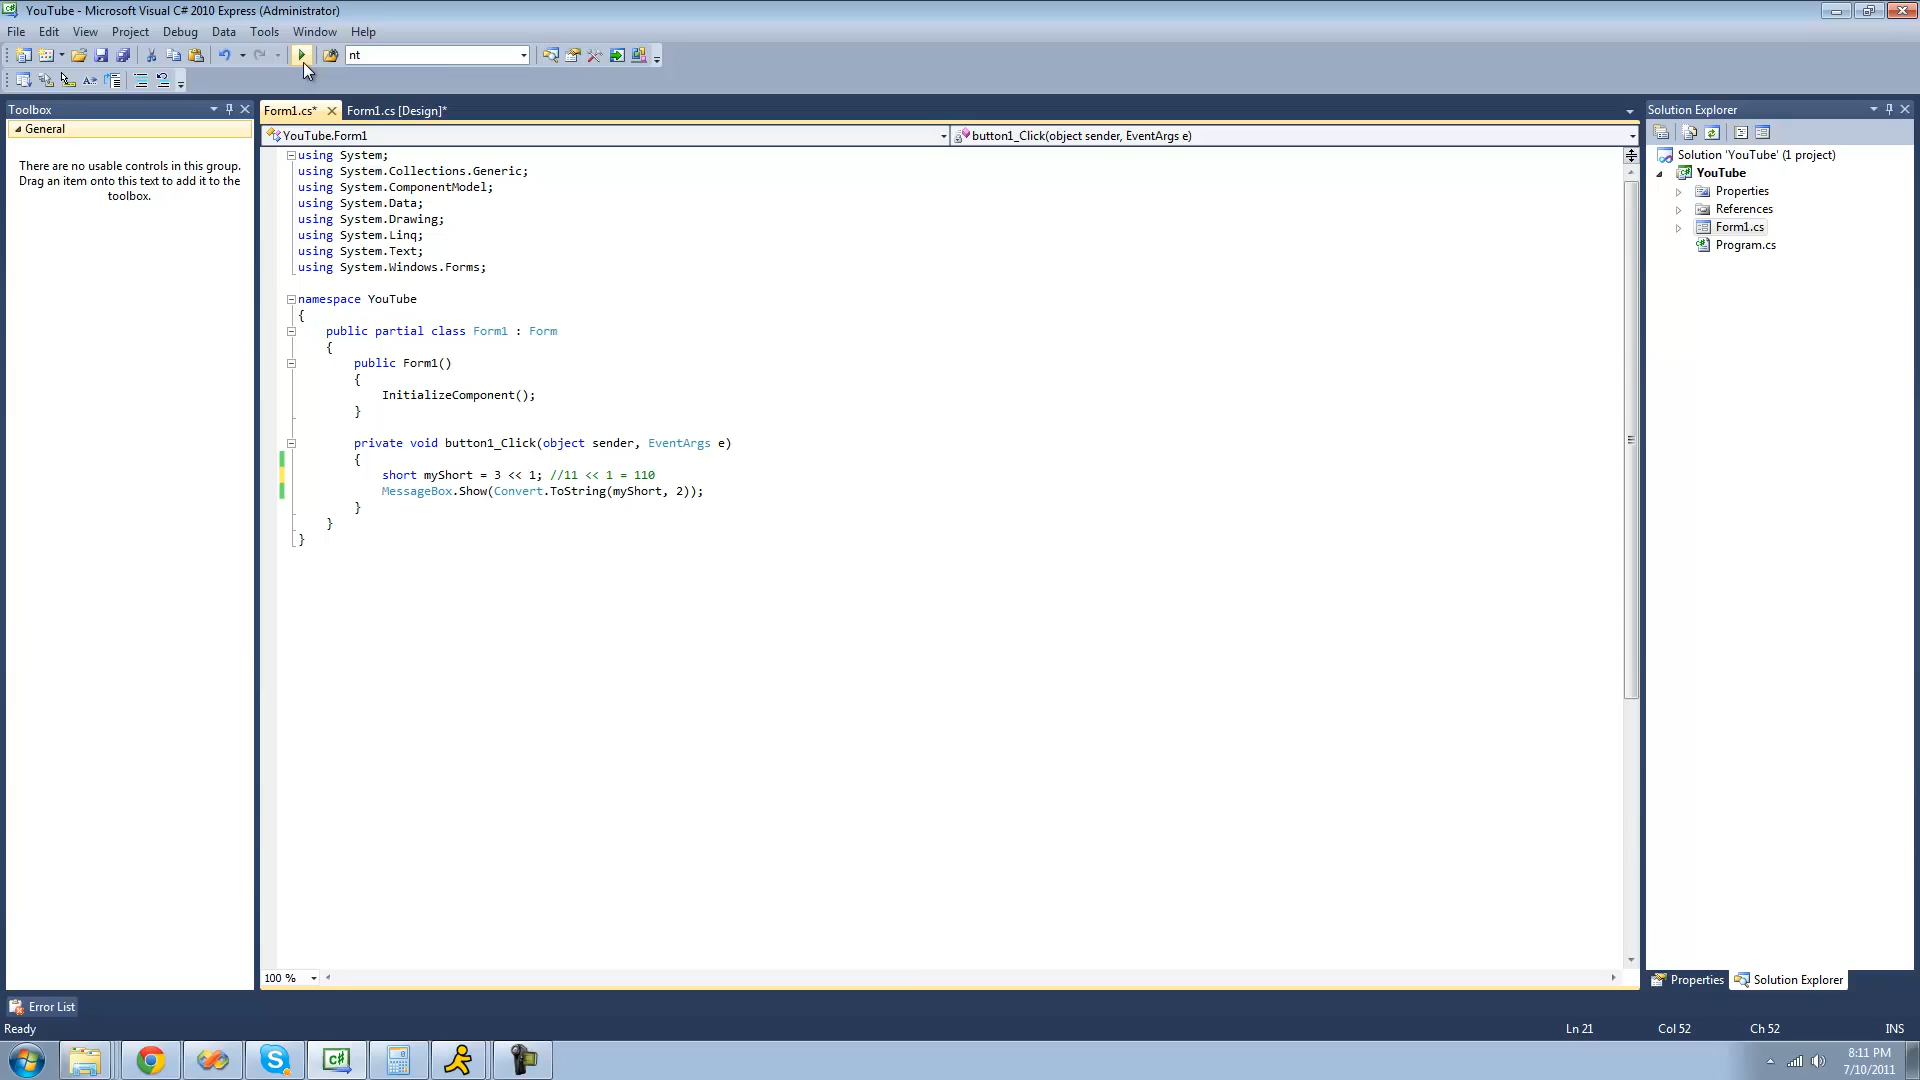 YouTube - Microsoft Visual C# 2010 Express (Administrator)
File Edit View Project Debug Data Tools Window Help
nt
Toolbox
General
There are no usable controls in this group.
Drag an item onto this text to add it to the
toolbox.
Form1.cs* Form1.cs [Design]*
YouTube.Form1
button1_Click(object sender, EventArgs e)
using System;
using System.Collections.Generic;
using System.ComponentModel;
using System.Data;
using System.Drawing;
using System.Linq;
using System.Text;
using System.Windows.Forms;
namespace YouTube
{
public partial class Form1 : Form
{
public Form1()
{
InitializeComponent();
}
private void button1_Click(object sender, EventArgs e)
{
short myShort = 3 << 1; //11 << 1 = 110
MessageBox.Show(Convert.ToString(myShort, 2));
}
}
}
100 %
Solution Explorer
Solution 'YouTube' (1 project)
YouTube
Properties
References
Form1.cs
Program.cs
Properties Solution Explorer
Error List
Ready
Ln 21 Col 52 Ch 52 INS
8:11 PM
7/10/2011